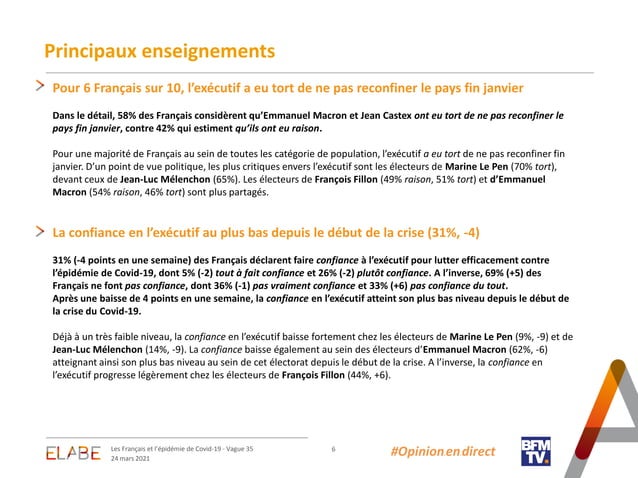 Principaux enseignements
Pour 6 Français sur 10, l’exécutif a eu tort de ne pas reconfiner le pays fin janvier
Dans le détail, 58% des Français considèrent qu’Emmanuel Macron et Jean Castex ont eu tort de ne pas reconfiner le
pays fin janvier, contre 42% qui estiment qu’ils ont eu raison.
Pour une majorité de Français au sein de toutes les catégorie de population, l’exécutif a eu tort de ne pas reconfiner fin
janvier. D’un point de vue politique, les plus critiques envers l’exécutif sont les électeurs de Marine Le Pen (70% tort),
devant ceux de Jean-Luc Mélenchon (65%). Les électeurs de François Fillon (49% raison, 51% tort) et d’Emmanuel
Macron (54% raison, 46% tort) sont plus partagés.
La confiance en l’exécutif au plus bas depuis le début de la crise (31%, -4)
31% (-4 points en une semaine) des Français déclarent faire confiance à l’exécutif pour lutter efficacement contre
l’épidémie de Covid-19, dont 5% (-2) tout à fait confiance et 26% (-2) plutôt confiance. A l’inverse, 69% (+5) des
Français ne font pas confiance, dont 36% (-1) pas vraiment confiance et 33% (+6) pas confiance du tout.
Après une baisse de 4 points en une semaine, la confiance en l’exécutif atteint son plus bas niveau depuis le début de
la crise du Covid-19.
Déjà à un très faible niveau, la confiance en l’exécutif baisse fortement chez les électeurs de Marine Le Pen (9%, -9) et de
Jean-Luc Mélenchon (14%, -9). La confiance baisse également au sein des électeurs d’Emmanuel Macron (62%, -6)
atteignant ainsi son plus bas niveau au sein de cet électorat depuis le début de la crise. A l’inverse, la confiance en
l’exécutif progresse légèrement chez les électeurs de François Fillon (44%, +6).
ELABE
Les Français et l’épidémie de Covid-19 - Vague 35
24 mars 2021
6
#Opinion en direct
BFM
TV.